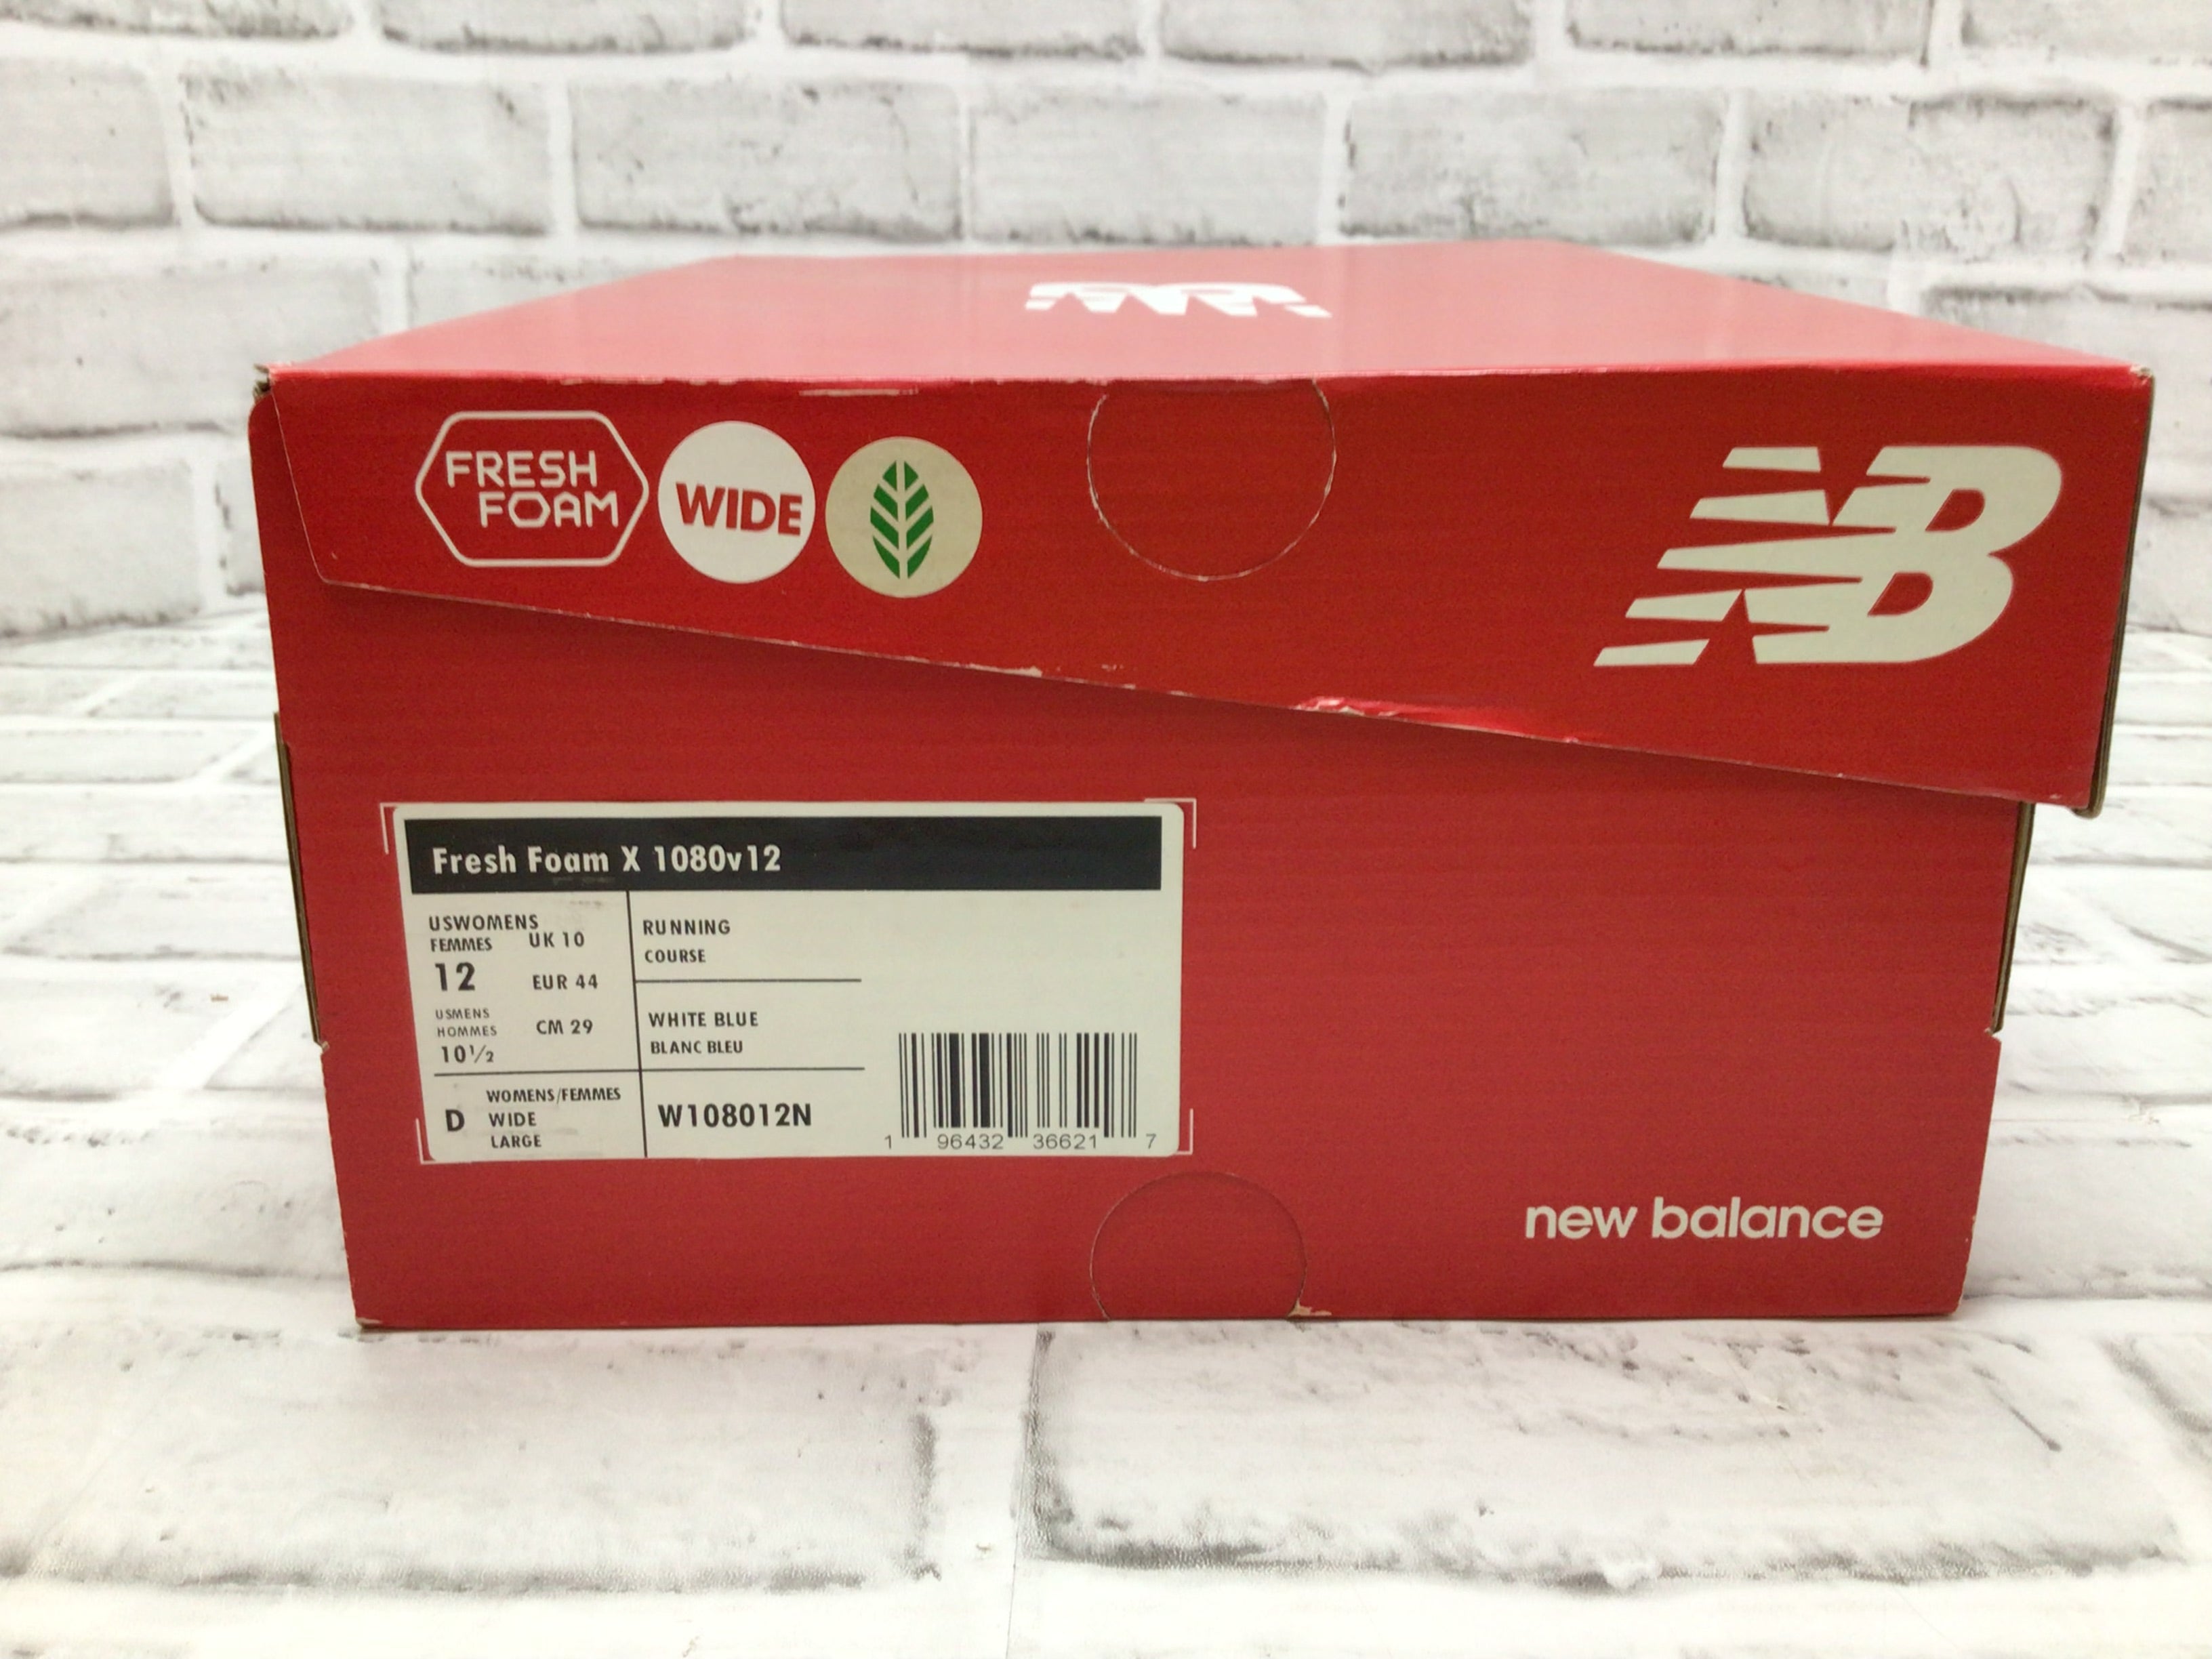 FRESH
FOAM
WIDE
NB
Fresh Foam X 1080v12
USWOMENS
FEMMES
12
UK 10
EUR 44
CM 29
USMENS
HOMMES
10½
D
WOMENS/FEMMES
WIDE
LARGE
RUNNING
COURSE
WHITE BLUE
BLANC BLEU
W108012N
1 96432 36621 7
new balance